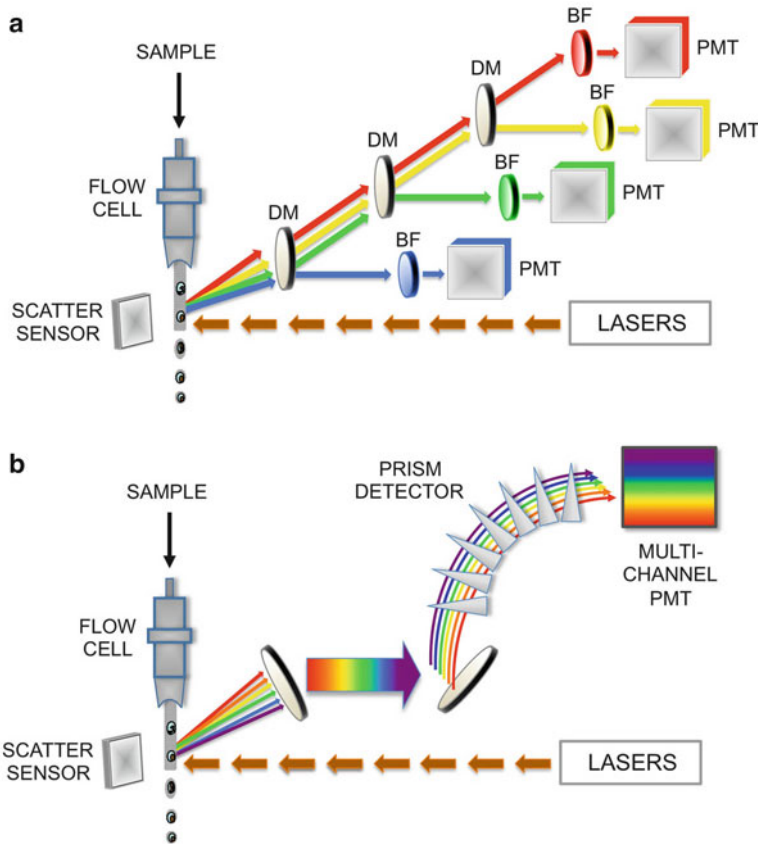 a
SAMPLE
FLOW
CELL
SCATTER
SENSOR
DM
DM
DM
BF
BF
BF
BF
PMT
PMT
PMT
PMT
LASERS
b
SAMPLE
FLOW
CELL
SCATTER
SENSOR
PRISM
DETECTOR
MULTI-
CHANNEL
PMT
LASERS